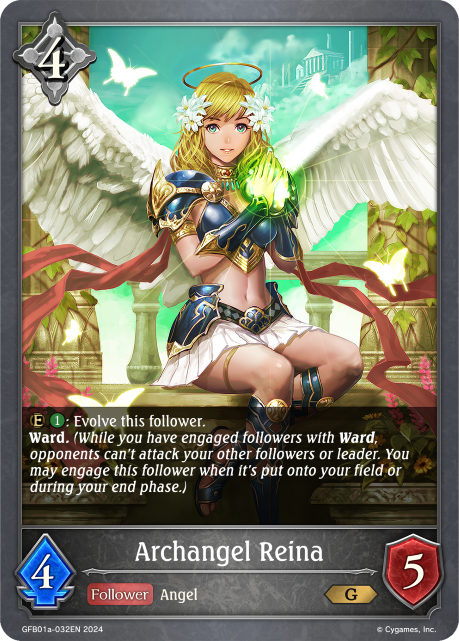 4
E 1: Evolve this follower.
Ward. (While you have engaged followers with Ward,
opponents can't attack your other followers or leader. You
may engage this follower when it's put onto your field or
during your end phase.)
Archangel Reina
4
Follower Angel
G
5
GFB01a-032EN 2024
© Cygames, Inc.